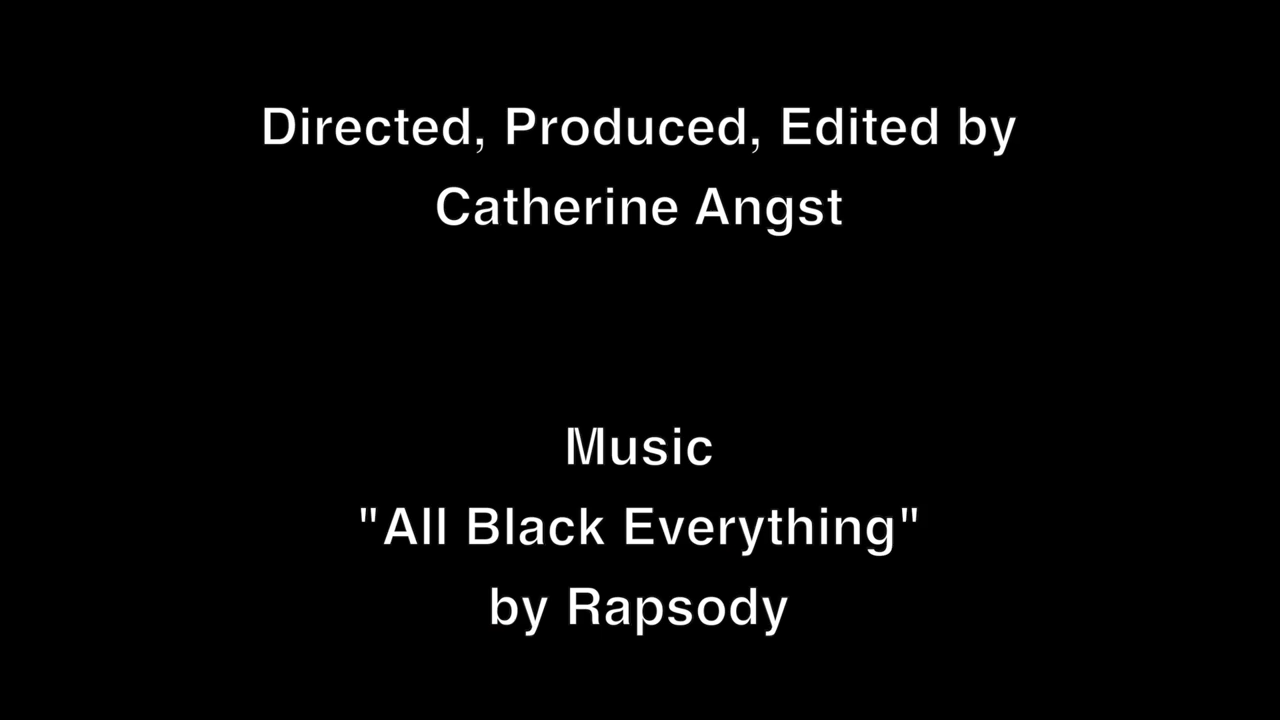 Directed, Produced, Edited by
Catherine Angst
Music
"All Black Everything"
by Rapsody